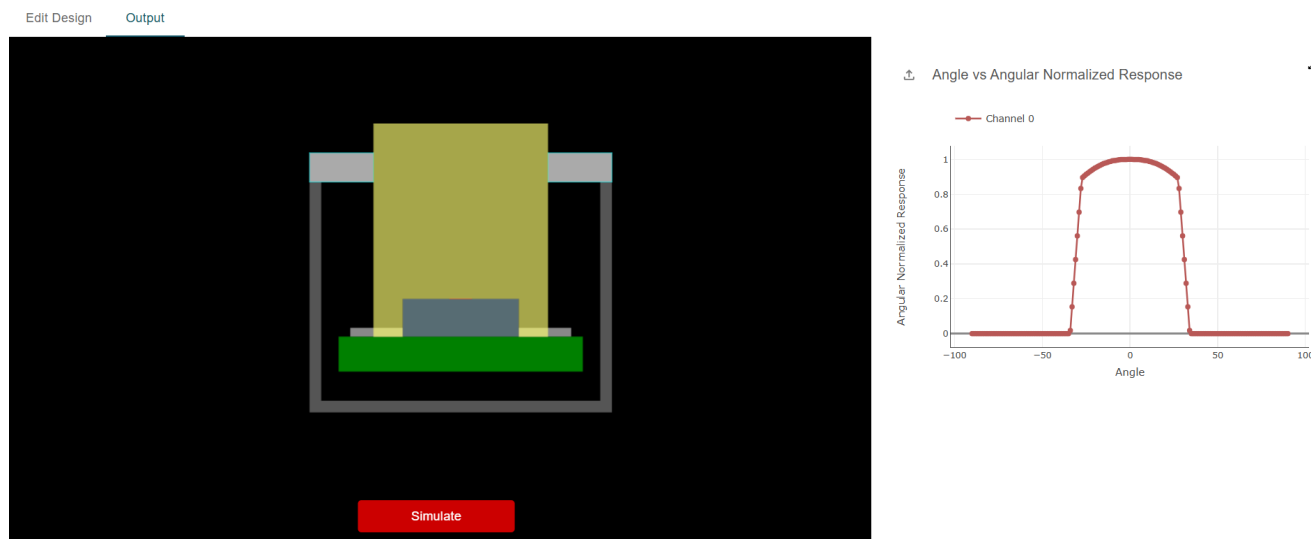 Edit Design
Output
Simulate
Angle vs Angular Normalized Response
Channel 0
Angular Normalized Response
1
0.8
0.6
0.4
0.2
0
−100
−50
0
50
100
Angle